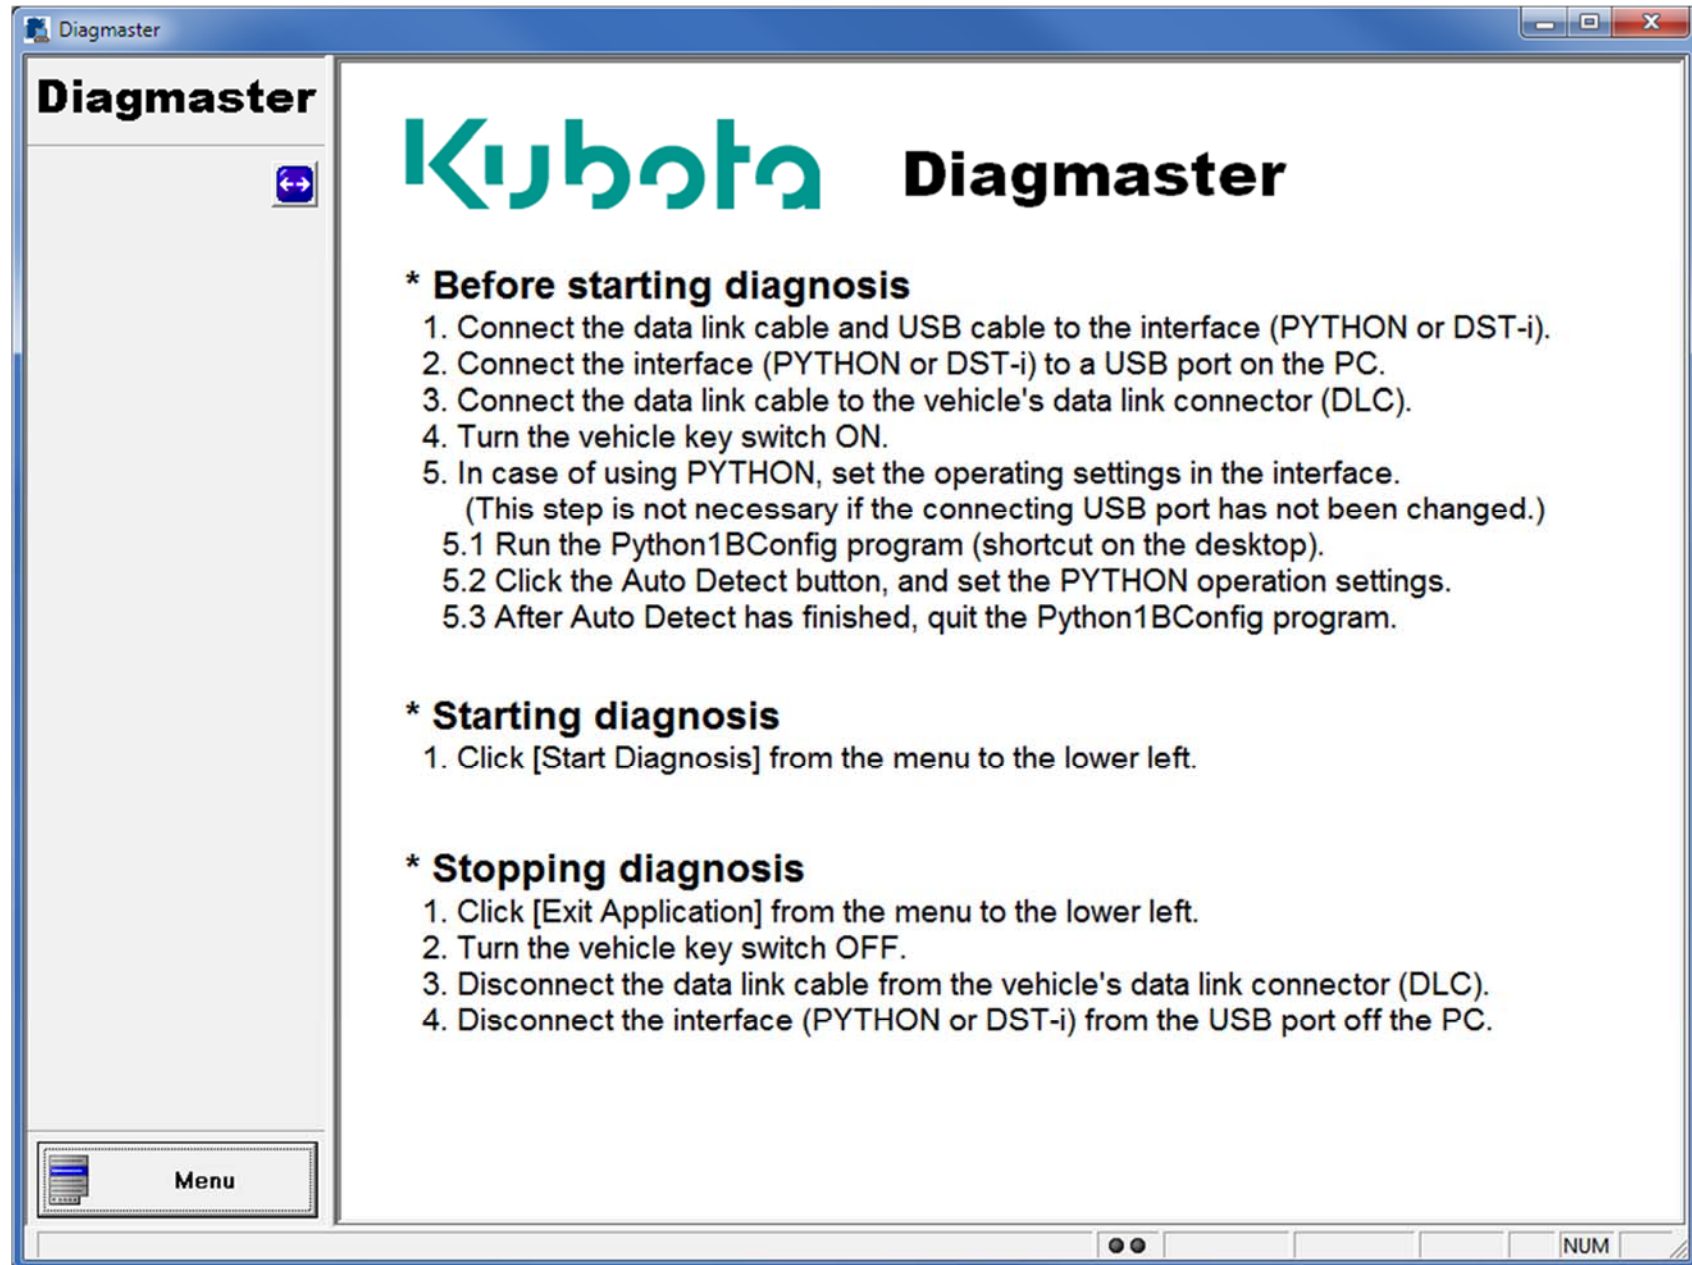 Diagmaster
Diagmaster
Kubota Diagmaster
* Before starting diagnosis
1. Connect the data link cable and USB cable to the interface (PYTHON or DST-i).
2. Connect the interface (PYTHON or DST-i) to a USB port on the PC.
3. Connect the data link cable to the vehicle's data link connector (DLC).
4. Turn the vehicle key switch ON.
5. In case of using PYTHON, set the operating settings in the interface.
(This step is not necessary if the connecting USB port has not been changed.)
5.1 Run the Python1BConfig program (shortcut on the desktop).
5.2 Click the Auto Detect button, and set the PYTHON operation settings.
5.3 After Auto Detect has finished, quit the Python1BConfig program.
* Starting diagnosis
1. Click [Start Diagnosis] from the menu to the lower left.
* Stopping diagnosis
1. Click [Exit Application] from the menu to the lower left.
2. Turn the vehicle key switch OFF.
3. Disconnect the data link cable from the vehicle's data link connector (DLC).
4. Disconnect the interface (PYTHON or DST-i) from the USB port off the PC.
Menu
NUM